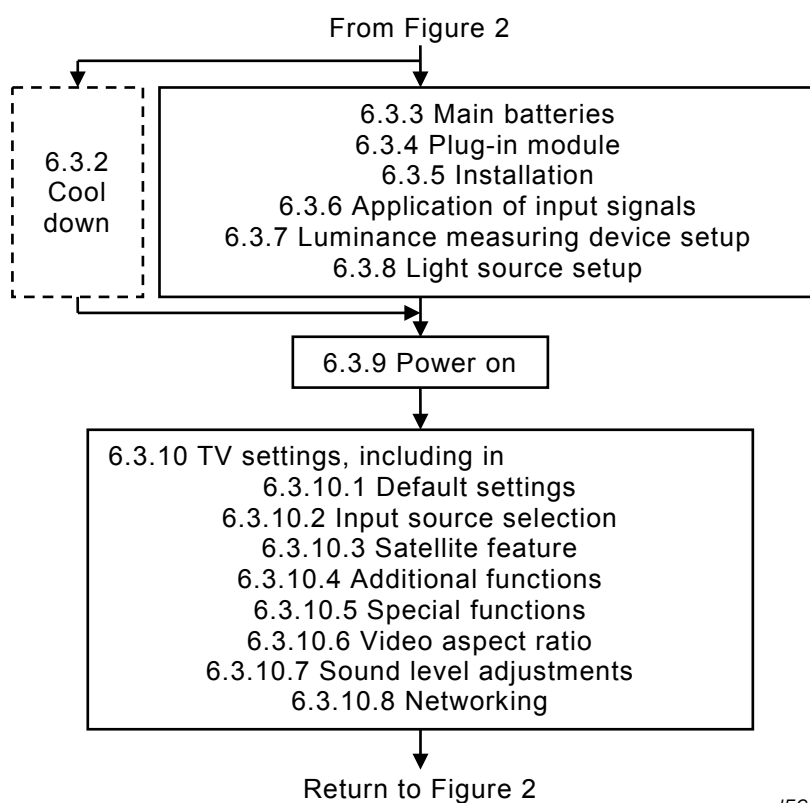 From Figure 2
6.3.2
Cool
down
6.3.3 Main batteries
6.3.4 Plug-in module
6.3.5 Installation
6.3.6 Application of input signals
6.3.7 Luminance measuring device setup
6.3.8 Light source setup
6.3.9 Power on
6.3.10 TV settings, including in
6.3.10.1 Default settings
6.3.10.2 Input source selection
6.3.10.3 Satellite feature
6.3.10.4 Additional functions
6.3.10.5 Special functions
6.3.10.6 Video aspect ratio
6.3.10.7 Sound level adjustments
6.3.10.8 Networking
Return to Figure 2